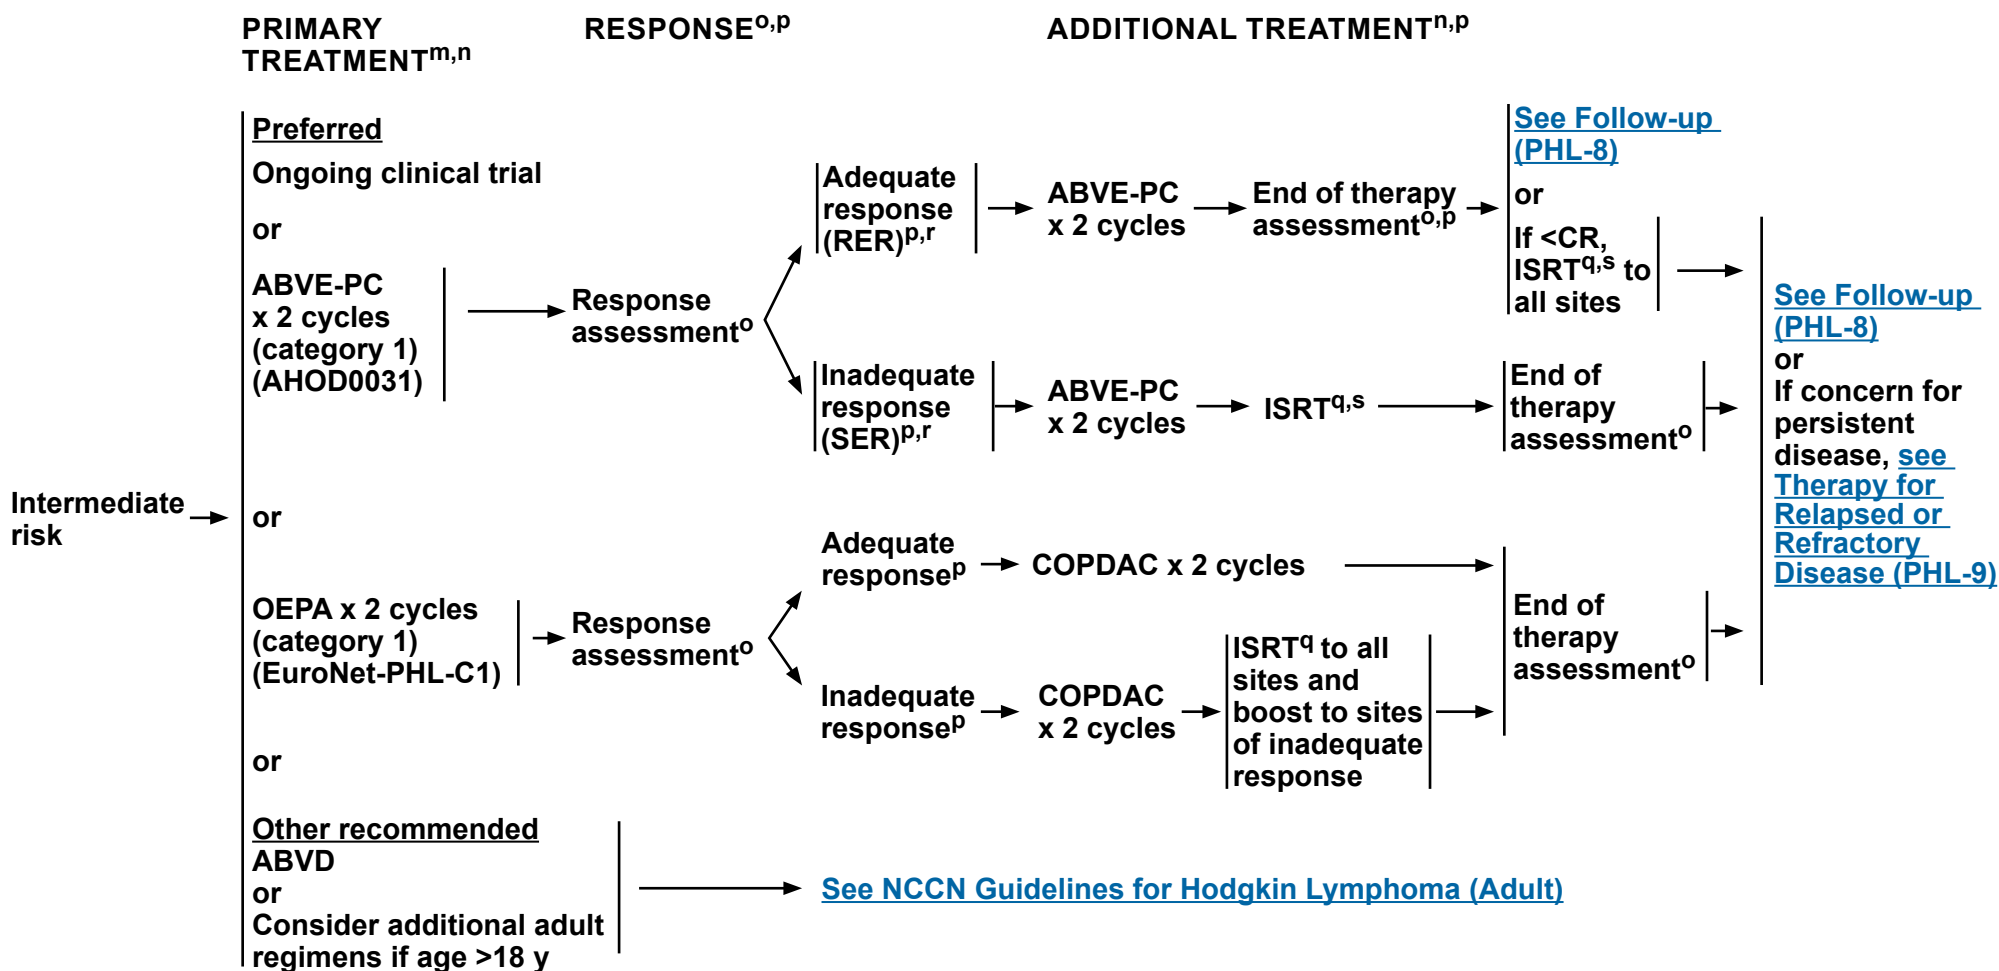 PRIMARY
TREATMENTm,n
RESPONSEo,p
ADDITIONAL TREATMENTn,p
Intermediate
risk
Preferred
Ongoing clinical trial
or
ABVE-PC
x 2 cycles
(category 1)
(AHOD0031)
Response
assessmento
Adequate
response
(RER)p,r
ABVE-PC
x 2 cycles
End of therapy
assessmento,p
See Follow-up
(PHL-8)
or
If <CR,
ISRTq,s to
all sites
Inadequate
response
(SER)p,r
ABVE-PC
x 2 cycles
ISRTq,s
End of
therapy
assessmento
or
OEPA x 2 cycles
(category 1)
(EuroNet-PHL-C1)
Response
assessmento
Adequate
responsep
COPDAC x 2 cycles
Inadequate
responsep
COPDAC
x 2 cycles
ISRTq to all
sites and
boost to sites
of inadequate
response
End of
therapy
assessmento
See Follow-up
(PHL-8)
or
If concern for
persistent
disease, see
Therapy for
Relapsed or
Refractory
Disease (PHL-9)
or
Other recommended
ABVD
or
Consider additional adult
regimens if age >18 y
See NCCN Guidelines for Hodgkin Lymphoma (Adult)